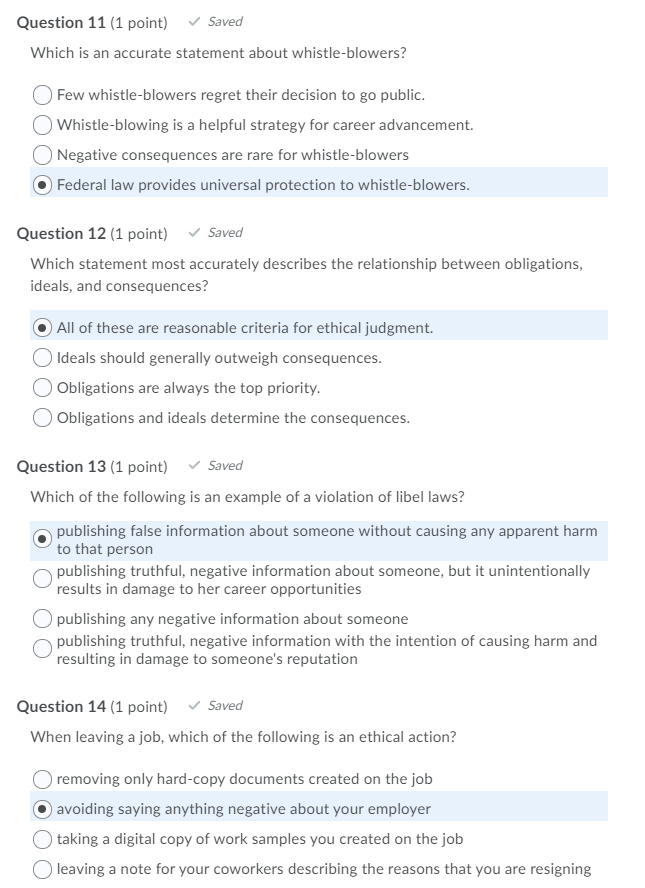 Question 11 (1 point) Saved
Which is an accurate statement about whistle-blowers?
Few whistle-blowers regret their decision to go public.
Whistle-blowing is a helpful strategy for career advancement.
Negative consequences are rare for whistle-blowers
Federal law provides universal protection to whistle-blowers.
Question 12 (1 point) Saved
Which statement most accurately describes the relationship between obligations,
ideals, and consequences?
All of these are reasonable criteria for ethical judgment.
Ideals should generally outweigh consequences.
Obligations are always the top priority.
Obligations and ideals determine the consequences.
Question 13 (1 point) Saved
Which of the following is an example of a violation of libel laws?
publishing false information about someone without causing any apparent harm
to that person
publishing truthful, negative information about someone, but it unintentionally
results in damage to her career opportunities
publishing any negative information about someone
publishing truthful, negative information with the intention of causing harm and
resulting in damage to someone's reputation
Question 14 (1 point) Saved
When leaving a job, which of the following is an ethical action?
removing only hard-copy documents created on the job
avoiding saying anything negative about your employer
taking a digital copy of work samples you created on the job
leaving a note for your coworkers describing the reasons that you are resigning